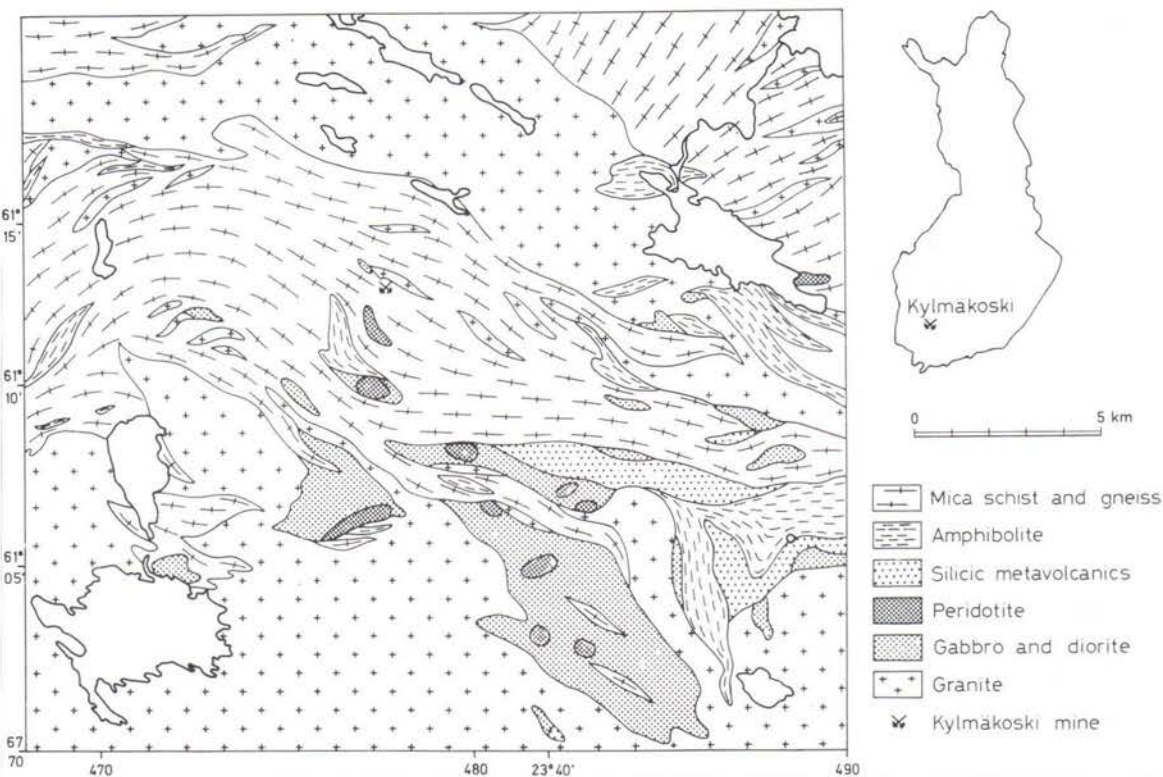 61°
15'
61°
10'
61°
05'
67
70
470
480
23°40'
490
Kylmakoski
0
5 km
Mica schist and gneiss
Amphibolite
Silicic metavolcanics
Peridotite
Gabbro and diorite
Granite
Kylmäkoski mine